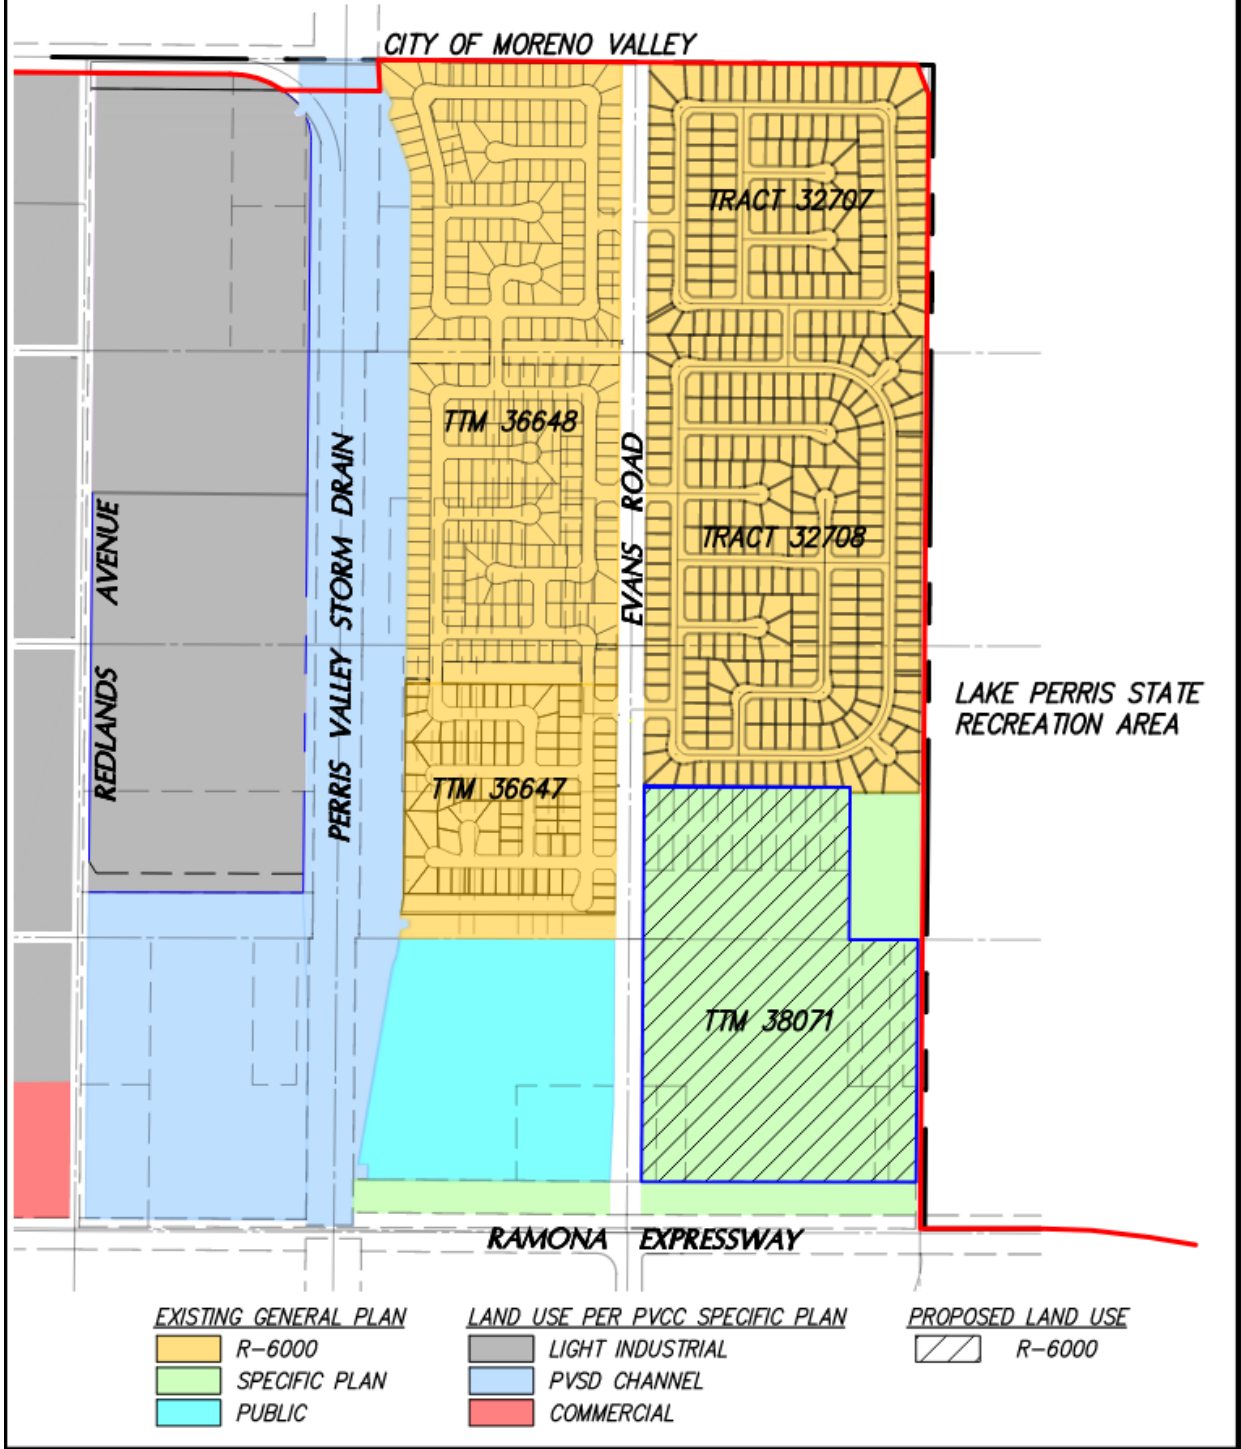 CITY OF MORENO VALLEY
TRACT 32707
TTM 36648
TRACT 32708
EVANS ROAD
PERRIS VALLEY STORM DRAIN
REDLANDS AVENUE
LAKE PERRIS STATE
RECREATION AREA
TTM 36647
TTM 38071
RAMONA EXPRESSWAY
EXISTING GENERAL PLAN
R-6000
SPECIFIC PLAN
PUBLIC
LAND USE PER PVCC SPECIFIC PLAN
LIGHT INDUSTRIAL
PVSD CHANNEL
COMMERCIAL
PROPOSED LAND USE
R-6000